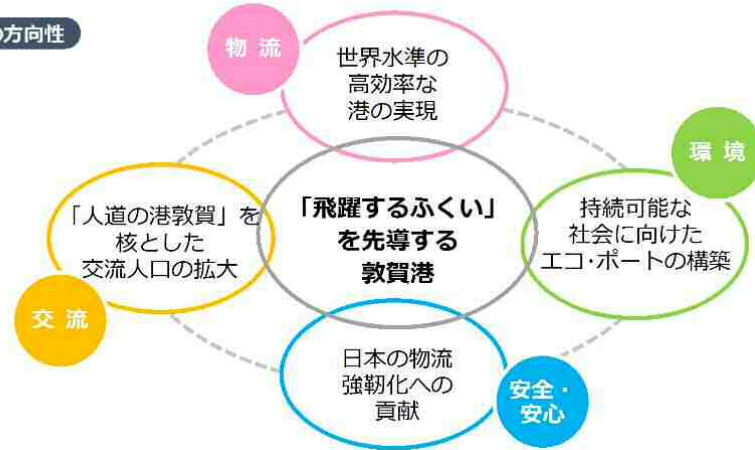 の方向性
物 流
世界水準の
高効率な
港の実現
環 境
持続可能な
社会に向けた
エコ・ポートの構築
「飛躍するふくい」
を先導する
敦賀港
「人道の港敦賀」を
核とした
交流人口の拡大
交 流
日本の物流
強靭化への
貢献
安全・
安心